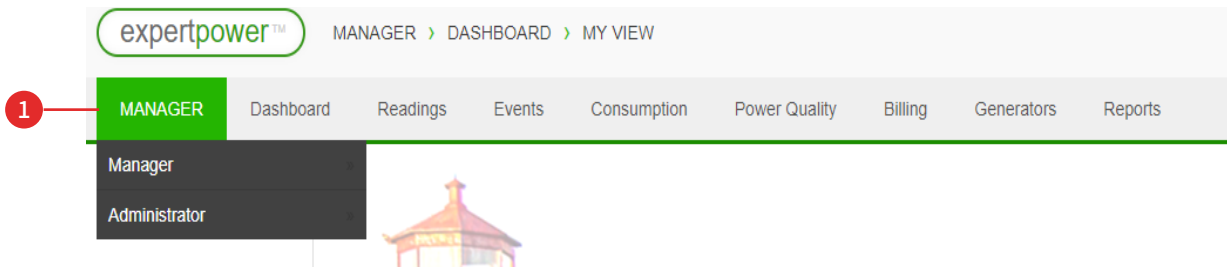 expertpower™ MANAGER › DASHBOARD › MY VIEW
1 MANAGER Dashboard Readings Events Consumption Power Quality Billing Generators Reports
Manager »
Administrator »